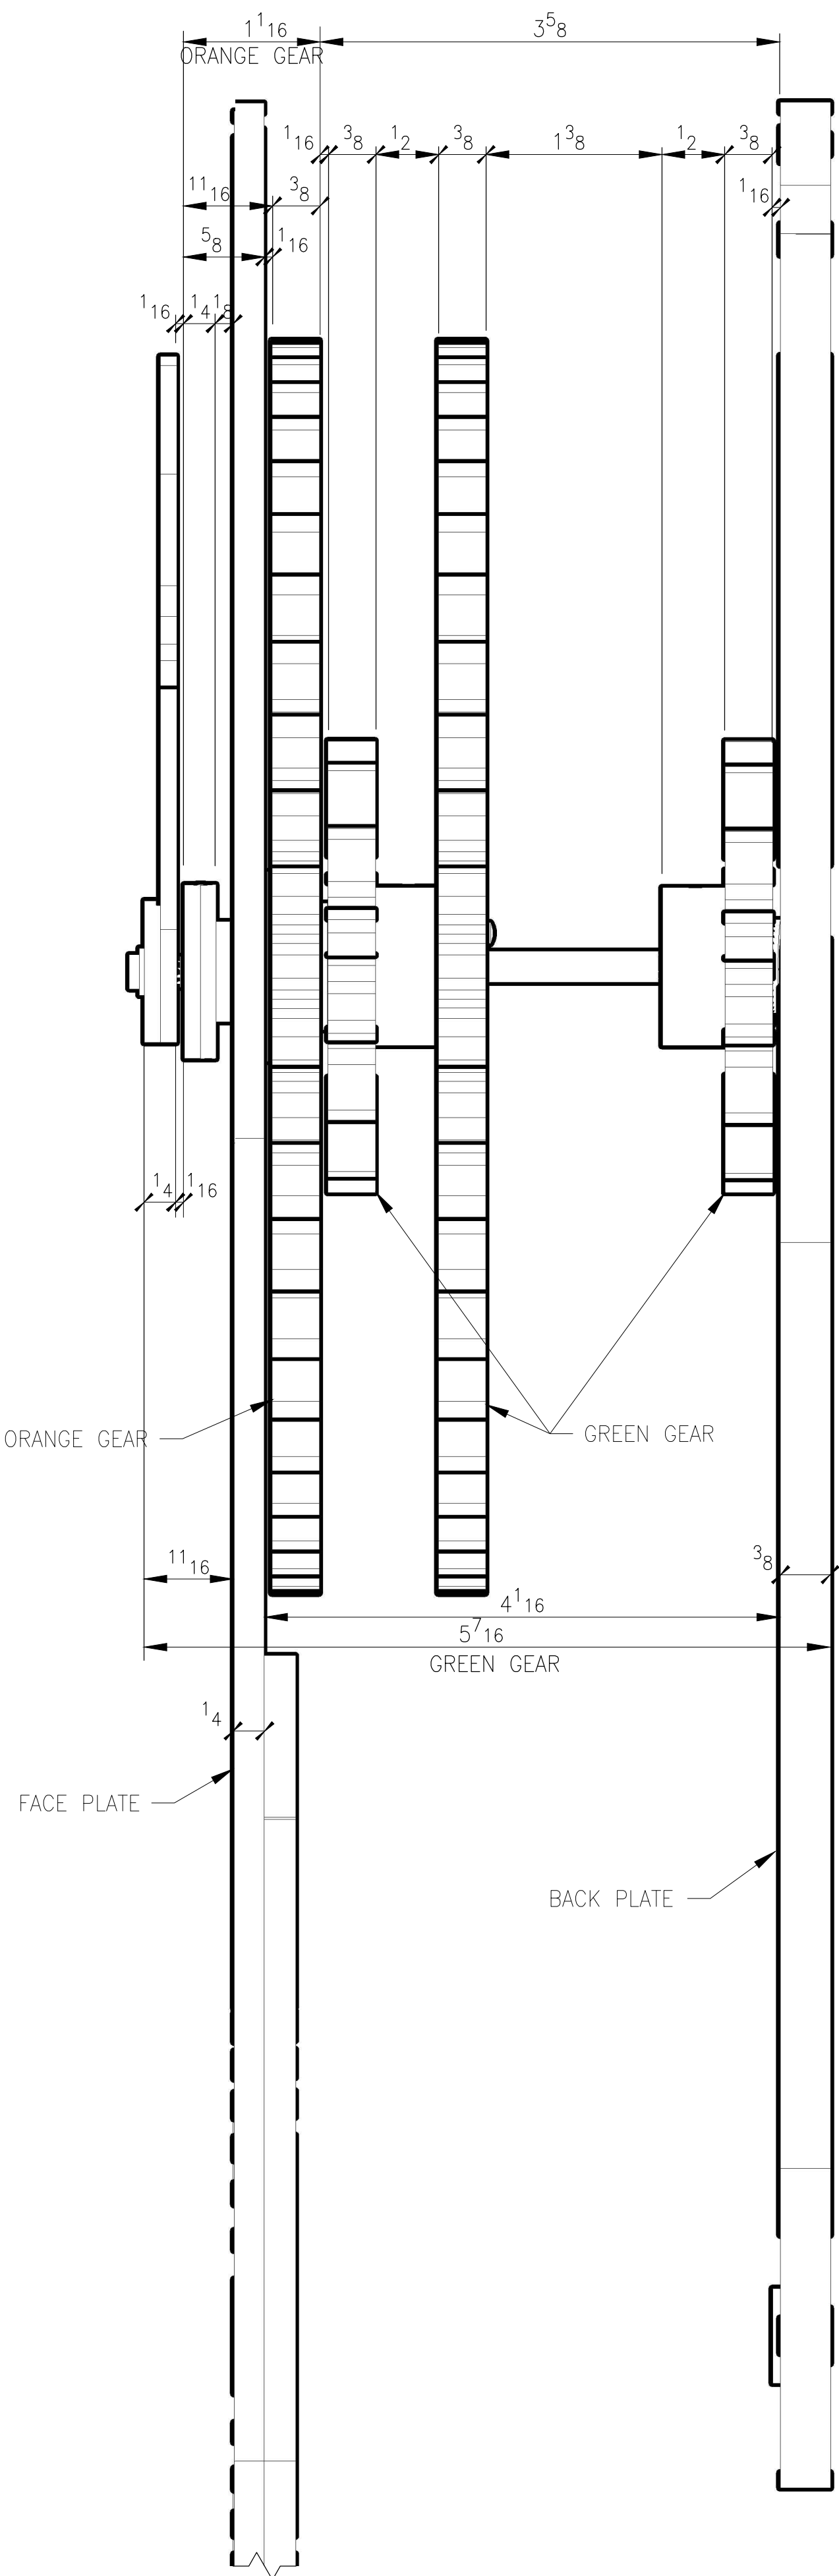 1 1/16 3 5/8
ORANGE GEAR
1/16 3/8 1/2 3/8 1 3/8 1/2 3/8
11/16 3/8 1/16
5/8 1/16
1/16 1/4 1/8
1/4 1/16
ORANGE GEAR GREEN GEAR
11/16 3/8
4 1/16
5 7/16
GREEN GEAR
1/4
FACE PLATE
BACK PLATE